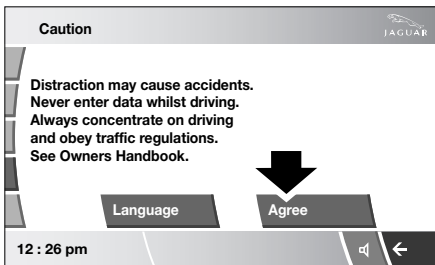 Caution
JAGUAR
Distraction may cause accidents.
Never enter data whilst driving.
Always concentrate on driving
and obey traffic regulations.
See Owners Handbook.
Language
Agree
12 : 26 pm